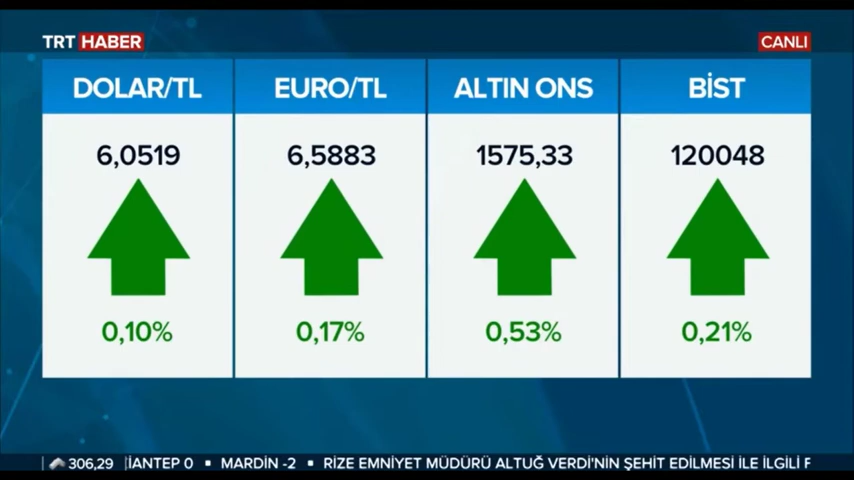 TRT HABER
CANLI
DOLAR/TL EURO/TL ALTIN ONS BİST
6,0519 6,5883 1575,33 120048
0,10% 0,17% 0,53% 0,21%
306,29 İANTEP 0 ▪ MARDİN -2 ▪ RİZE EMNİYET MÜDÜRÜ ALTUĞ VERDİ'NİN ŞEHİT EDİLMESİ İLE İLGİLİ